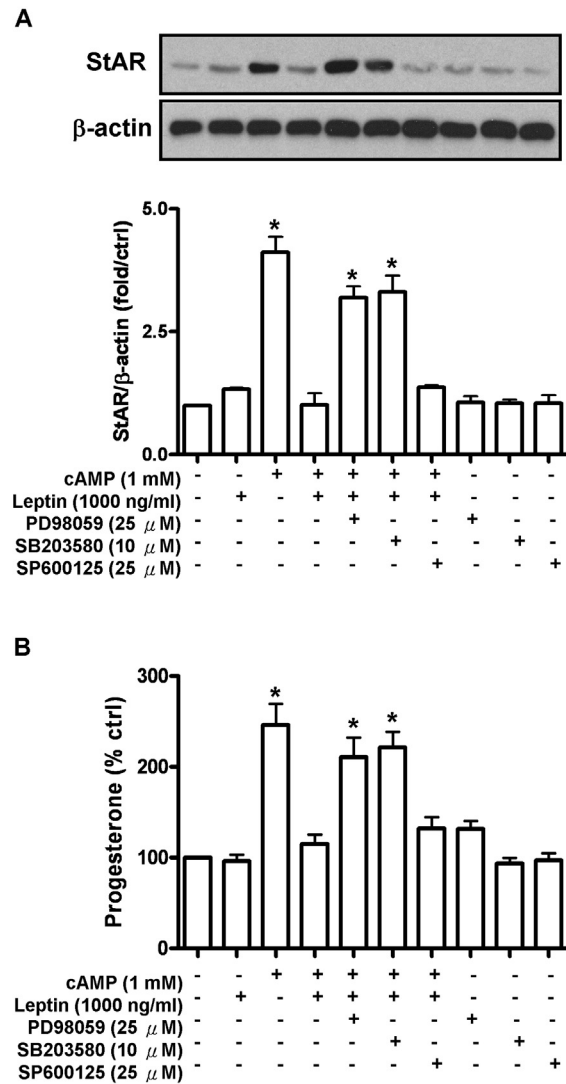 A
StAR
β-actin
StAR/β-actin (fold/ctrl)
5.0
2.5
0.0
* * *
cAMP (1 mM) - - + + + + + - - -
Leptin (1000 ng/ml) - + - + + + + - - -
PD98059 (25 μM) - - - - + - - + - -
SB203580 (10 μM) - - - - - + - - + -
SP600125 (25 μM) - - - - - - + - - +
B
Progesterone (% ctrl)
300
200
100
0
* * *
cAMP (1 mM) - - + + + + + - - -
Leptin (1000 ng/ml) - + - + + + + - - -
PD98059 (25 μM) - - - - + - - + - -
SB203580 (10 μM) - - - - - + - - + -
SP600125 (25 μM) - - - - - - + - - +